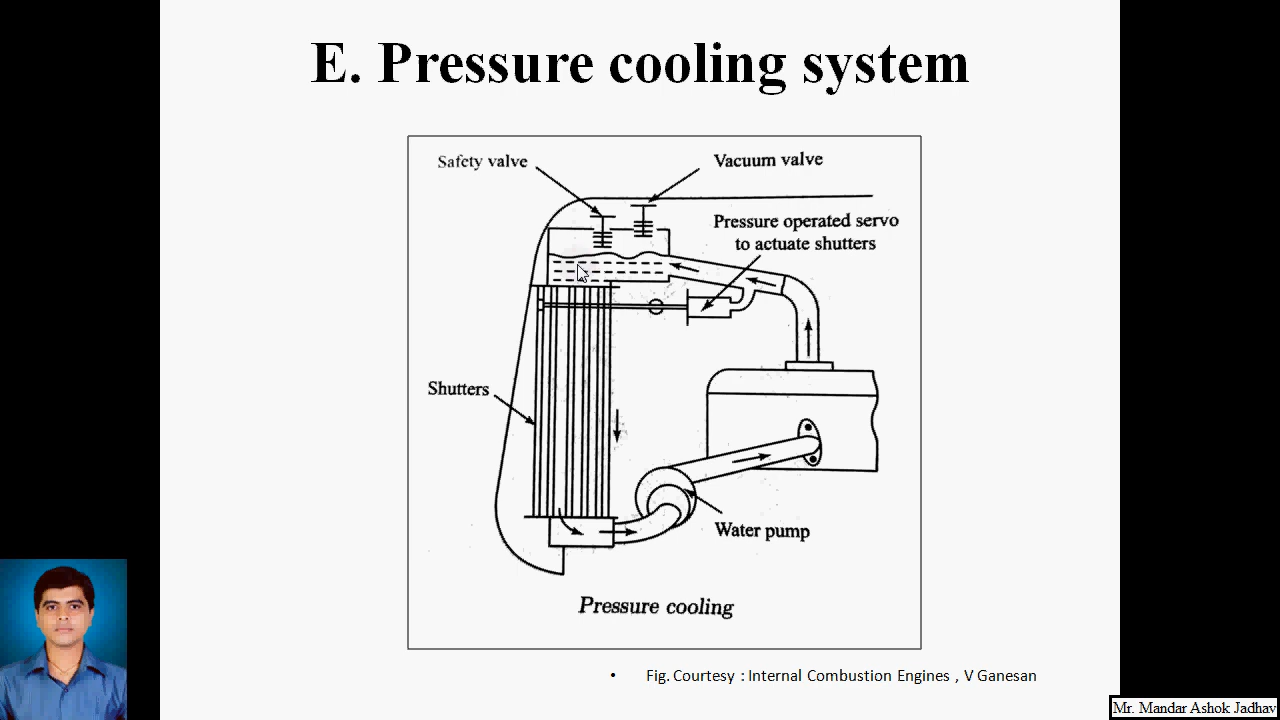 E. Pressure cooling system
Safety valve
Vacuum valve
Pressure operated servo
to actuate shutters
Shutters
Water pump
Pressure cooling
• Fig. Courtesy : Internal Combustion Engines , V Ganesan
Mr. Mandar Ashok Jadhav